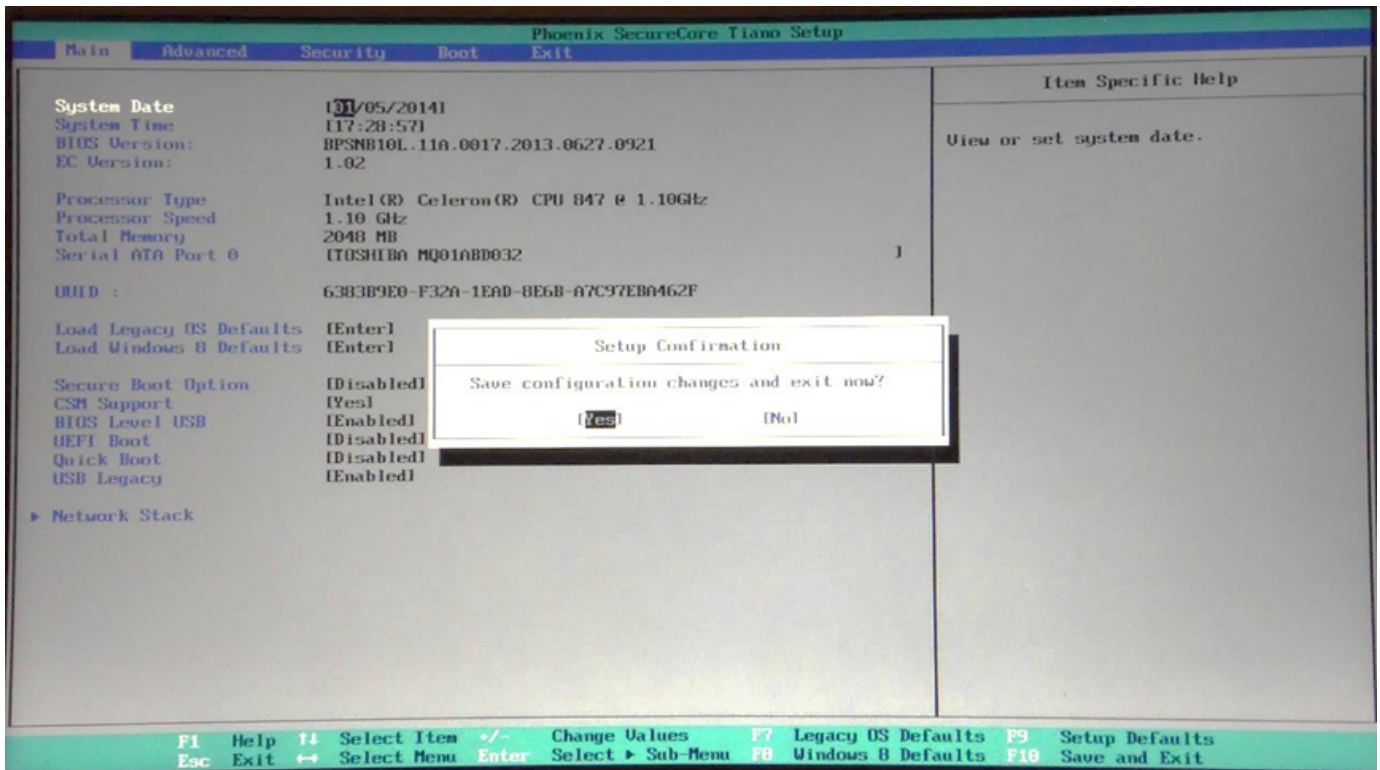 Phoenix SecureCore Tiano Setup
Main Advanced Security Boot Exit
Item Specific Help
System Date [01/05/2014]
View or set system date.
System Time [17:28:57]
BIOS Version: BPSNB10L.11A.0017.2013.0627.0921
EC Version: 1.02
Processor Type Intel(R) Celeron(R) CPU 847 @ 1.10GHz
Processor Speed 1.10 GHz
Total Memory 2048 MB
Serial ATA Port 0 [TOSHIBA MQ01ABD032 ]
UUID : 6383B9E0-F32A-1EAD-8E6B-A7C97EBA462F
Load Legacy OS Defaults [Enter]
Load Windows 8 Defaults [Enter]
Setup Confirmation
Save configuration changes and exit now?
[Yes] [No]
Secure Boot Option [Disabled]
CSM Support [Yes]
BIOS Level USB [Enabled]
UEFI Boot [Disabled]
Quick Boot [Disabled]
USB Legacy [Enabled]
► Network Stack
F1 Help ↑↓ Select Item +/- Change Values F7 Legacy OS Defaults F9 Setup Defaults
Esc Exit ↔ Select Menu Enter Select ► Sub-Menu F8 Windows 8 Defaults F10 Save and Exit